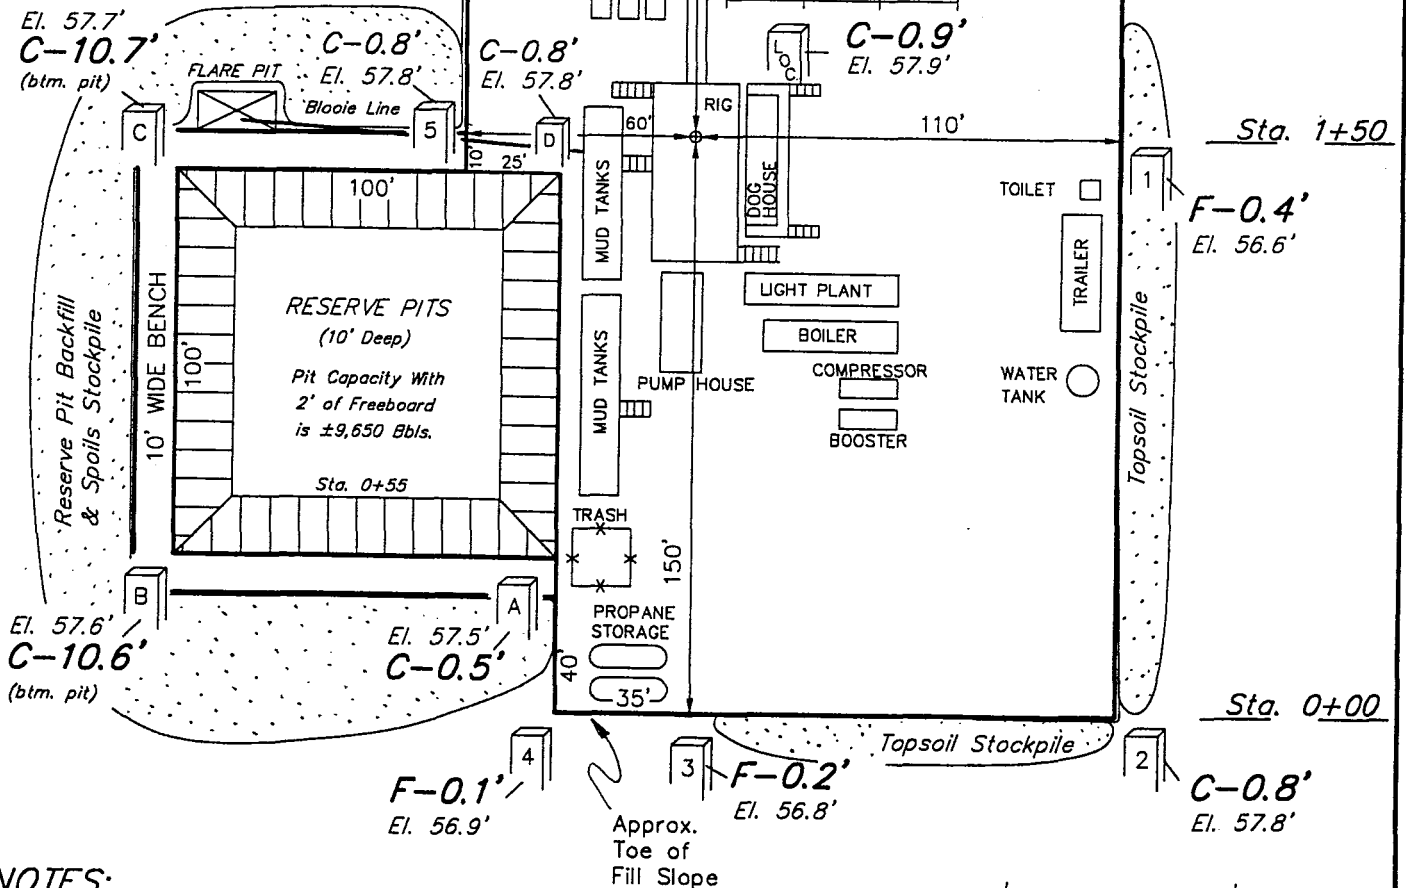 El. 57.7'
C-10.7'
(btm. pit)
FLARE PIT
C-0.8'
El. 57.8'
Blooie Line
C-0.8'
El. 57.8'
LOC.
C-0.9'
El. 57.9'
C
5
D
60'
RIG
110'
Sta. 1+50
10'
25'
100'
MUD TANKS
DOG HOUSE
TOILET
1
F-0.4'
El. 56.6'
TRAILER
Reserve Pit Backfill
& Spoils Stockpile
10' WIDE BENCH
100'
RESERVE PITS
(10' Deep)
Pit Capacity With
2' of Freeboard
is ±9,650 Bbls.
Sta. 0+55
MUD TANKS
LIGHT PLANT
BOILER
PUMP HOUSE
COMPRESSOR
BOOSTER
WATER
TANK
Topsoil Stockpile
TRASH
150'
B
El. 57.6'
C-10.6'
(btm. pit)
A
El. 57.5'
C-0.5'
PROPANE
STORAGE
40'
35'
Sta. 0+00
Topsoil Stockpile
4
F-0.1'
El. 56.9'
3
F-0.2'
El. 56.8'
2
C-0.8'
El. 57.8'
Approx.
Toe of
Fill Slope
NOTES: